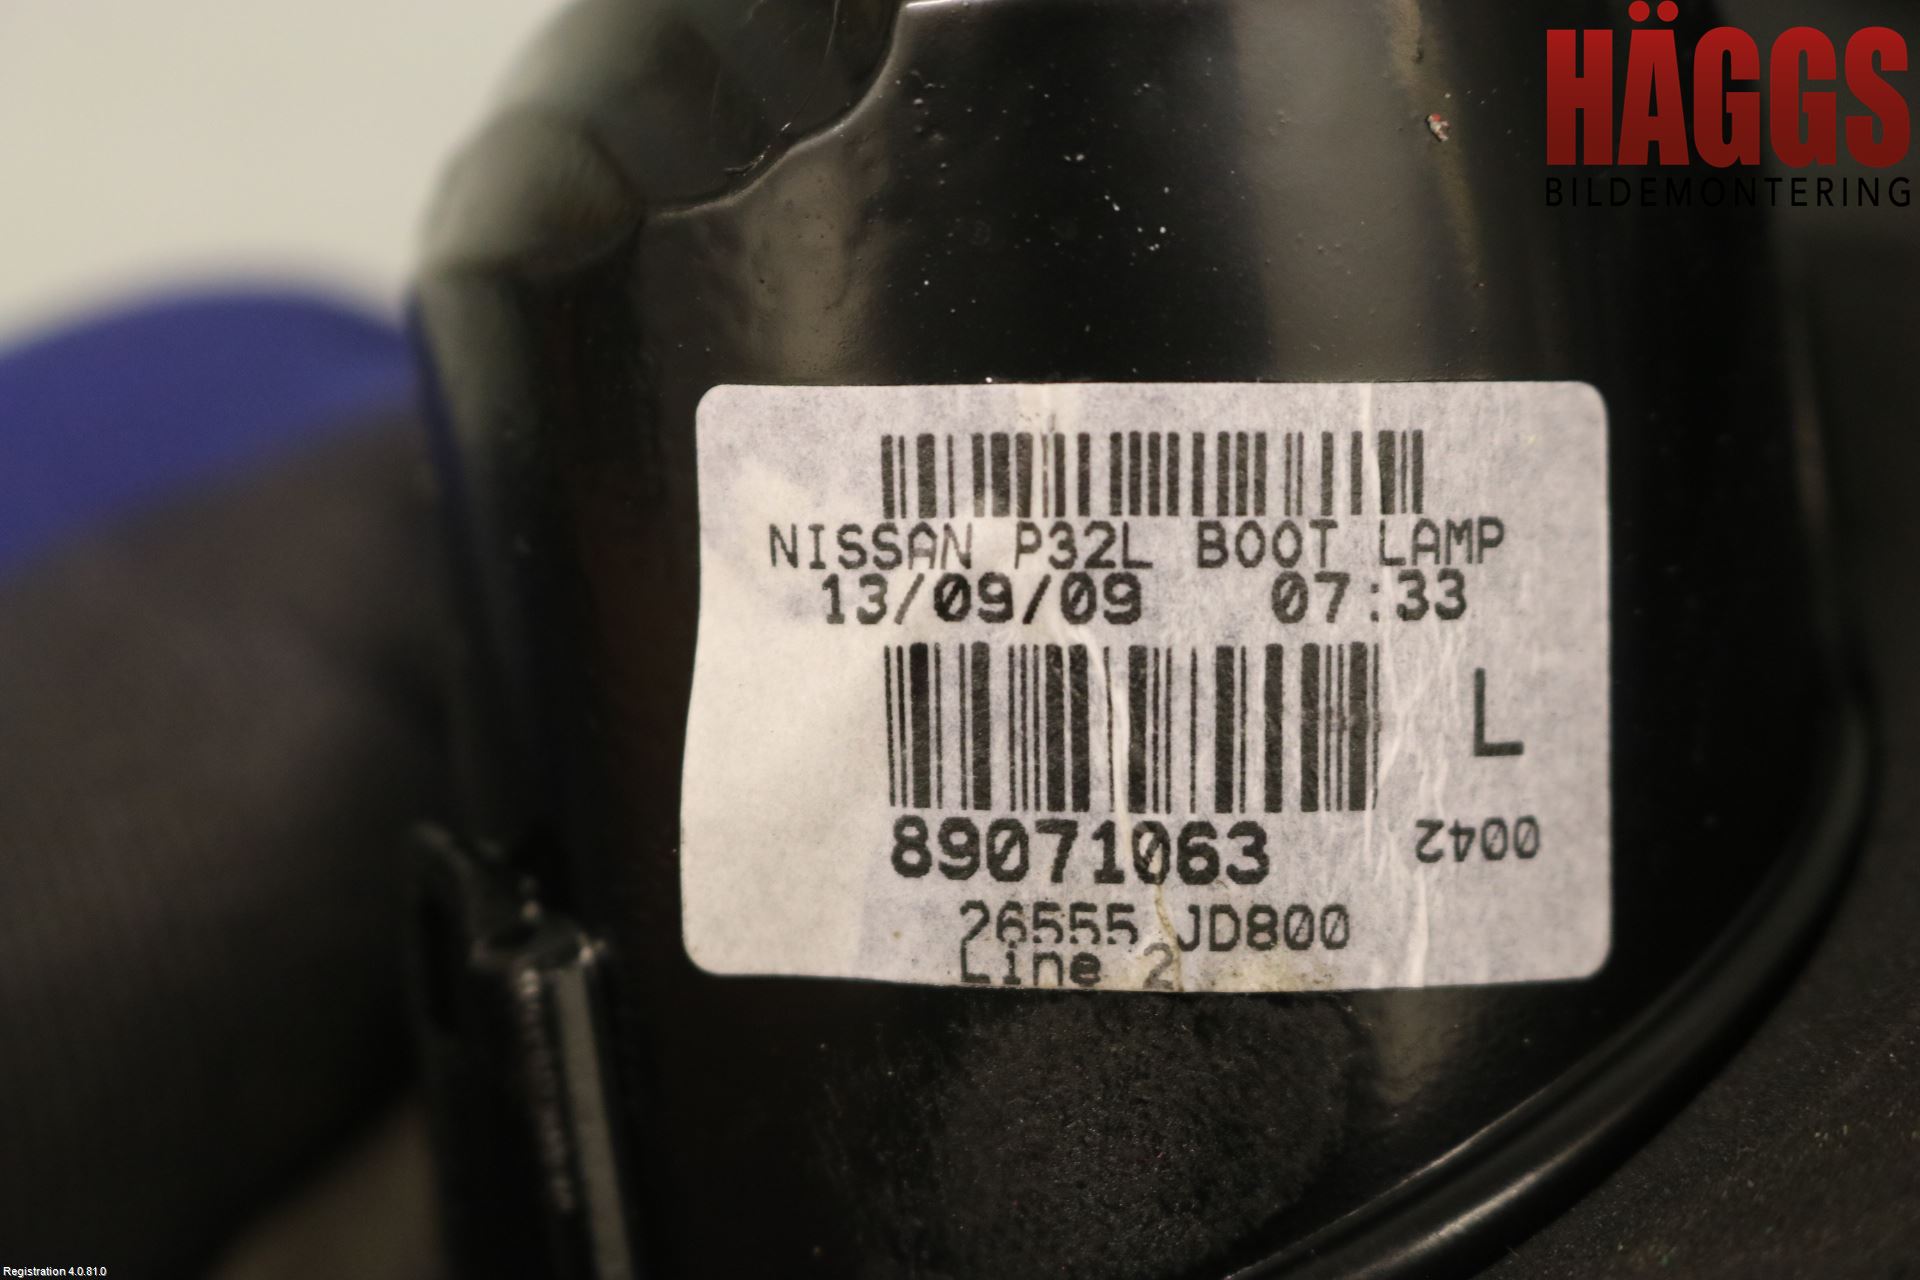 HÄGGS
BILDEMONTERING
NISSAN P32L BOOT LAMP
13/09/09 07:33
L
89071063
0042
26555 JD800
Line 2
Registration 4.0.81.0